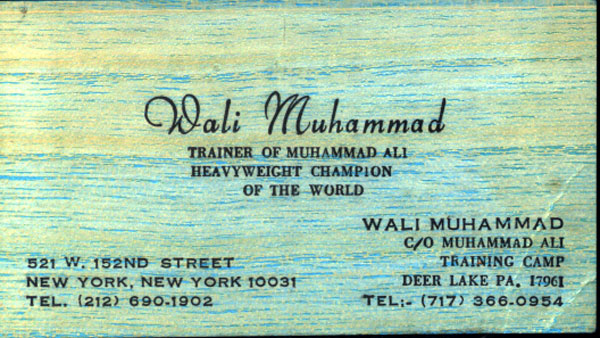 Wali Muhammad
TRAINER OF MUHAMMAD ALI
HEAVYWEIGHT CHAMPION
OF THE WORLD
521 W. 152ND STREET
NEW YORK, NEW YORK 10031
TEL. (212) 690-1902
WALI MUHAMMAD
C/O MUHAMMAD ALI
TRAINING CAMP
DEER LAKE PA. 17961
TEL:- (717) 366-0954